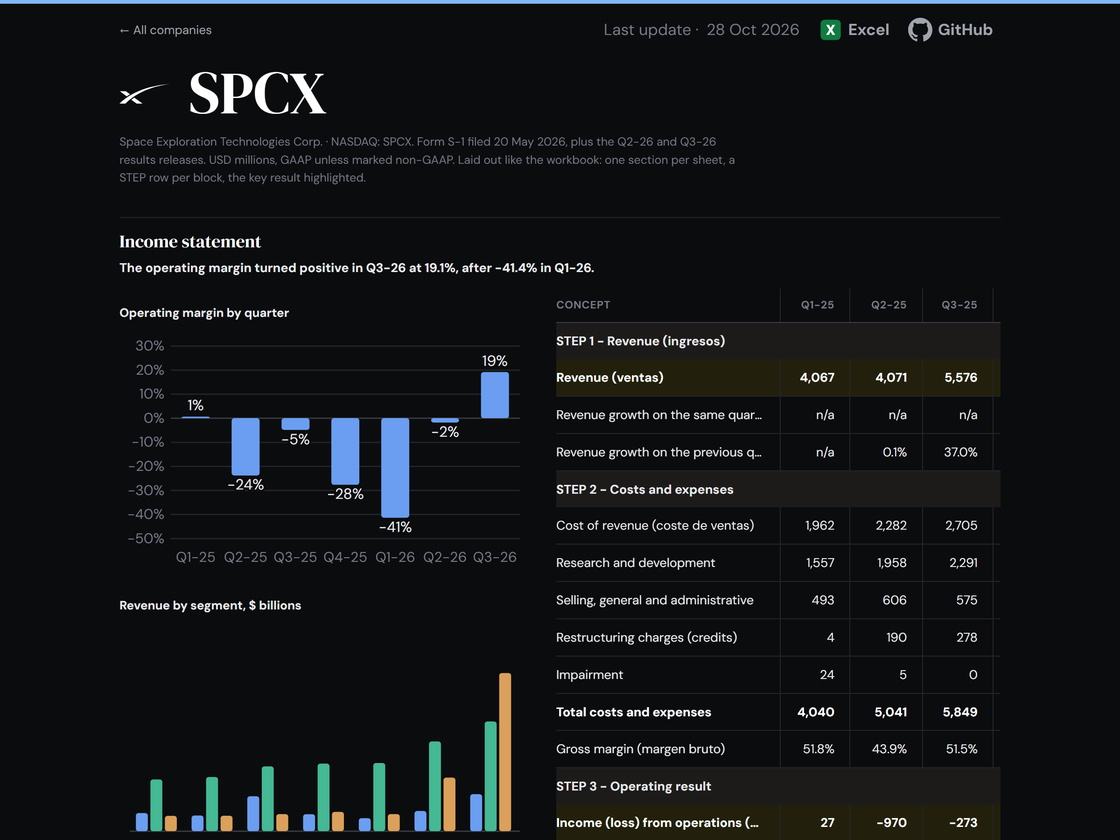 ← All companies
Last update · 28 Oct 2026
X Excel
GitHub
SPCX
Space Exploration Technologies Corp. · NASDAQ: SPCX. Form S-1 filed 20 May 2026, plus the Q2-26 and Q3-26
results releases. USD millions, GAAP unless marked non-GAAP. Laid out like the workbook: one section per sheet, a
STEP row per block, the key result highlighted.
Income statement
The operating margin turned positive in Q3-26 at 19.1%, after -41.4% in Q1-26.
Operating margin by quarter
30%
20%
10%
0%
-10%
-20%
-30%
-40%
-50%
1%
-24%
-5%
-28%
-41%
-2%
19%
Q1-25 Q2-25 Q3-25 Q4-25 Q1-26 Q2-26 Q3-26
Revenue by segment, $ billions
CONCEPT Q1-25 Q2-25 Q3-25
STEP 1 - Revenue (ingresos)
Revenue (ventas) 4,067 4,071 5,576
Revenue growth on the same quar... n/a n/a n/a
Revenue growth on the previous q... n/a 0.1% 37.0%
STEP 2 - Costs and expenses
Cost of revenue (coste de ventas) 1,962 2,282 2,705
Research and development 1,557 1,958 2,291
Selling, general and administrative 493 606 575
Restructuring charges (credits) 4 190 278
Impairment 24 5 0
Total costs and expenses 4,040 5,041 5,849
Gross margin (margen bruto) 51.8% 43.9% 51.5%
STEP 3 - Operating result
Income (loss) from operations (... 27 -970 -273